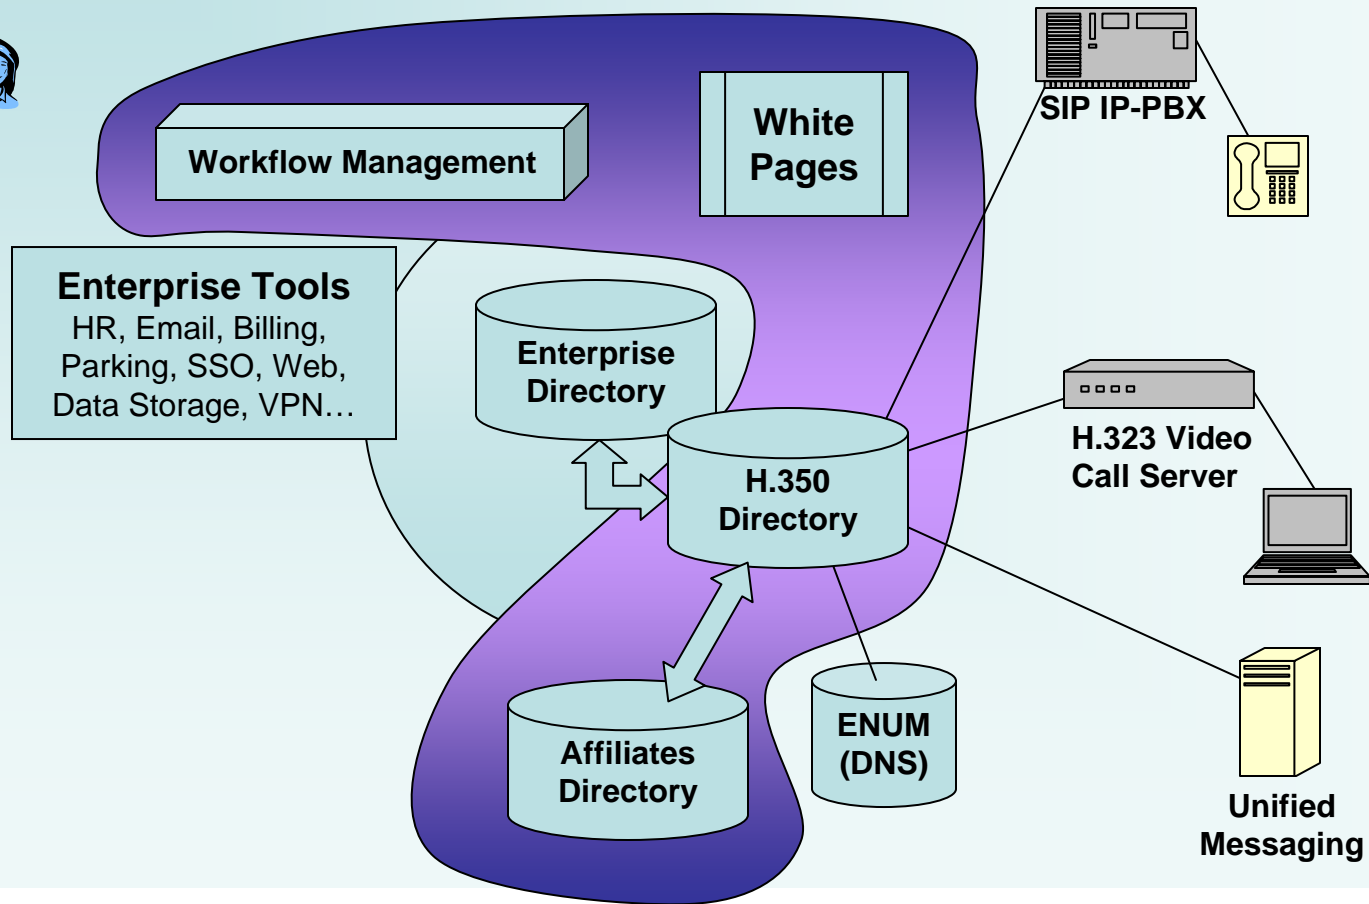 SIP IP-PBX
White
Pages
Workflow Management
Enterprise Tools
HR, Email, Billing,
Parking, SSO, Web,
Data Storage, VPN…
Enterprise
Directory
H.323 Video
Call Server
H.350
Directory
ENUM
(DNS)
Affiliates
Directory
Unified
Messaging